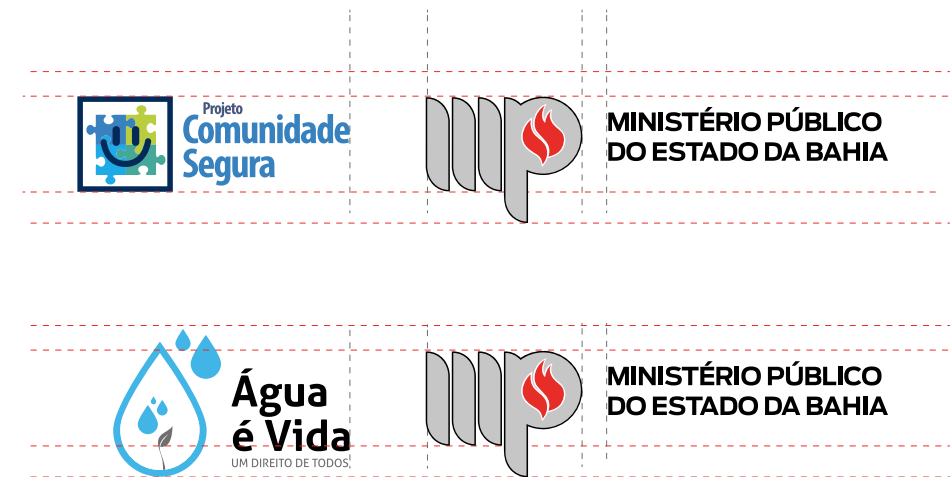 Projeto
Comunidade
Segura
MINISTÉRIO PÚBLICO
DO ESTADO DA BAHIA
Água
é Vida
UM DIREITO DE TODOS
MINISTÉRIO PÚBLICO
DO ESTADO DA BAHIA